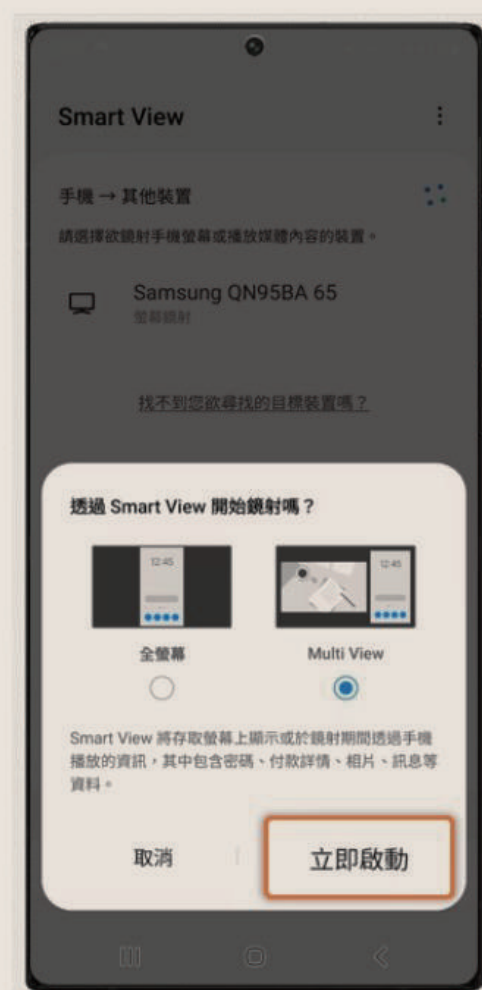 Smart View
手機 → 其他裝置
請選擇欲鏡射手機螢幕或播放媒體內容的裝置。
Samsung QN95BA 65
螢幕鏡射
找不到您欲尋找的目標裝置嗎？
透過 Smart View 開始鏡射嗎？
12:45
12:45
全螢幕
Multi View
Smart View 將存取螢幕上顯示或於鏡射期間透過手機
播放的資訊，其中包含密碼、付款詳情、相片、訊息等
資料。
取消
立即啟動